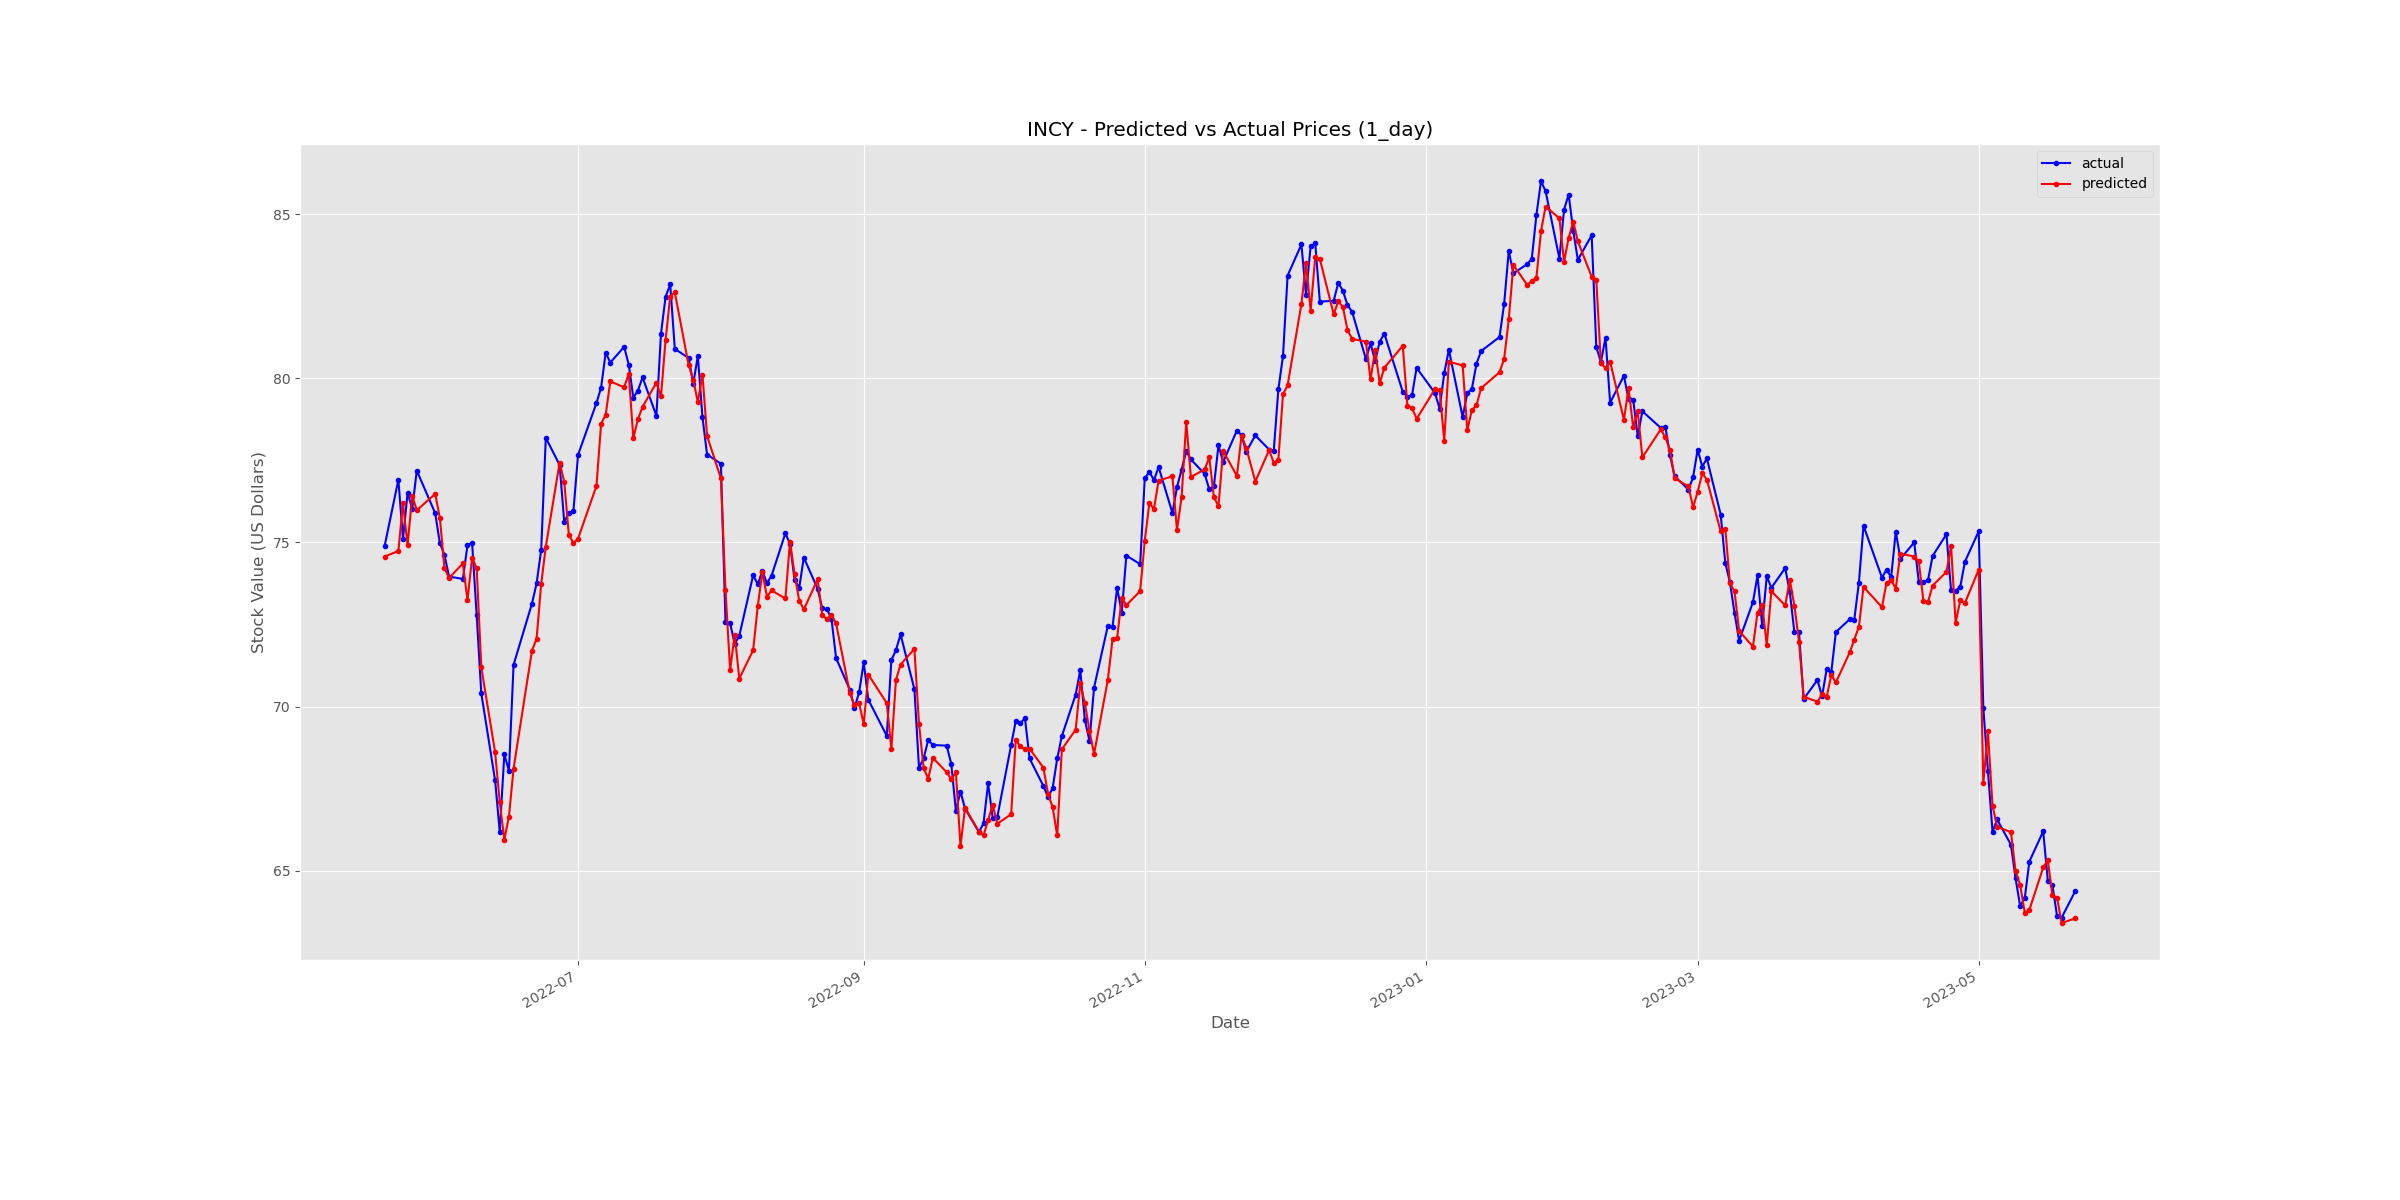 INCY - Predicted vs Actual Prices (1_day)
actual
predicted
85
80
75
70
65
Stock Value (US Dollars)
2022-07
2022-09
2022-11
2023-01
2023-03
2023-05
Date